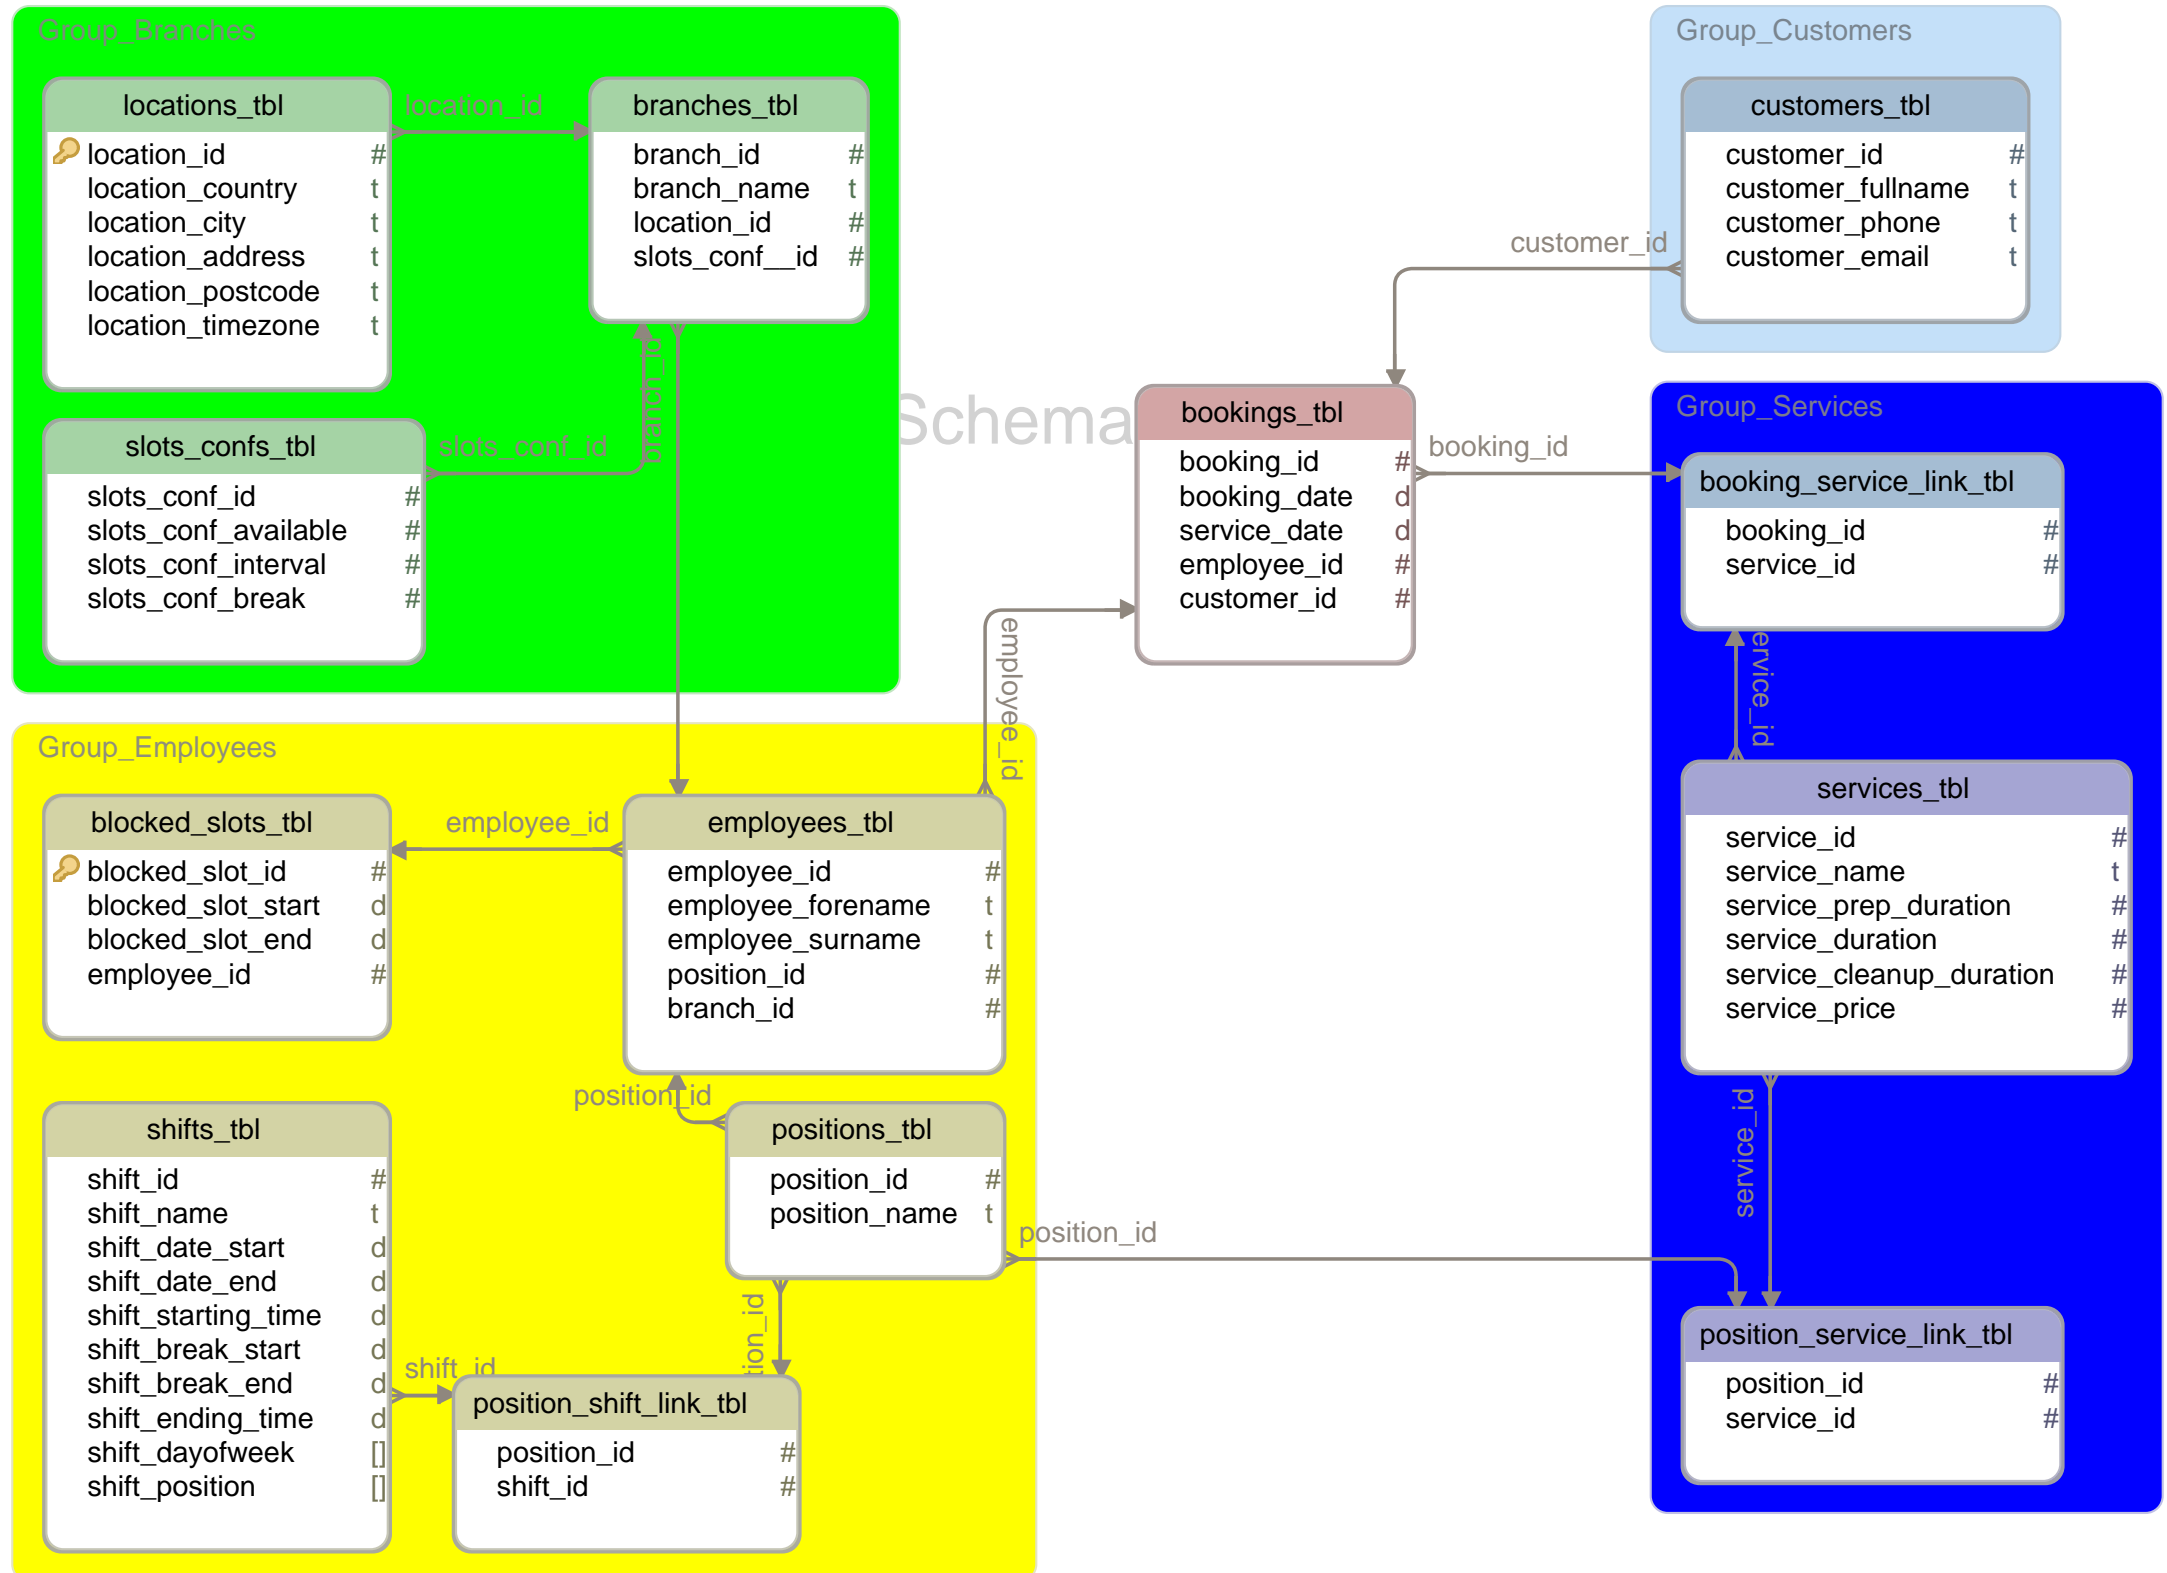 Group_Branches
locations_tbl
location_id #
location_country t
location_city t
location_address t
location_postcode t
location_timezone t
location_id
branches_tbl
branch_id #
branch_name t
location_id #
slots_conf__id #
slots_confs_tbl
slots_conf_id #
slots_conf_available #
slots_conf_interval #
slots_conf_break #
slots_conf_id
branch_id
Schema
Group_Customers
customers_tbl
customer_id #
customer_fullname t
customer_phone t
customer_email t
customer_id
bookings_tbl
booking_id #
booking_date d
service_date d
employee_id #
customer_id #
booking_id
Group_Services
booking_service_link_tbl
booking_id #
service_id #
ervice_id
services_tbl
service_id #
service_name t
service_prep_duration #
service_duration #
service_cleanup_duration #
service_price #
service_id
position_service_link_tbl
position_id #
service_id #
Group_Employees
blocked_slots_tbl
blocked_slot_id #
blocked_slot_start d
blocked_slot_end d
employee_id #
employee_id
employees_tbl
employee_id #
employee_forename t
employee_surname t
position_id #
branch_id #
employee_id
position_id
positions_tbl
position_id #
position_name t
position_id
tion_id
shifts_tbl
shift_id #
shift_name t
shift_date_start d
shift_date_end d
shift_starting_time d
shift_break_start d
shift_break_end d
shift_ending_time d
shift_dayofweek []
shift_position []
shift_id
position_shift_link_tbl
position_id #
shift_id #